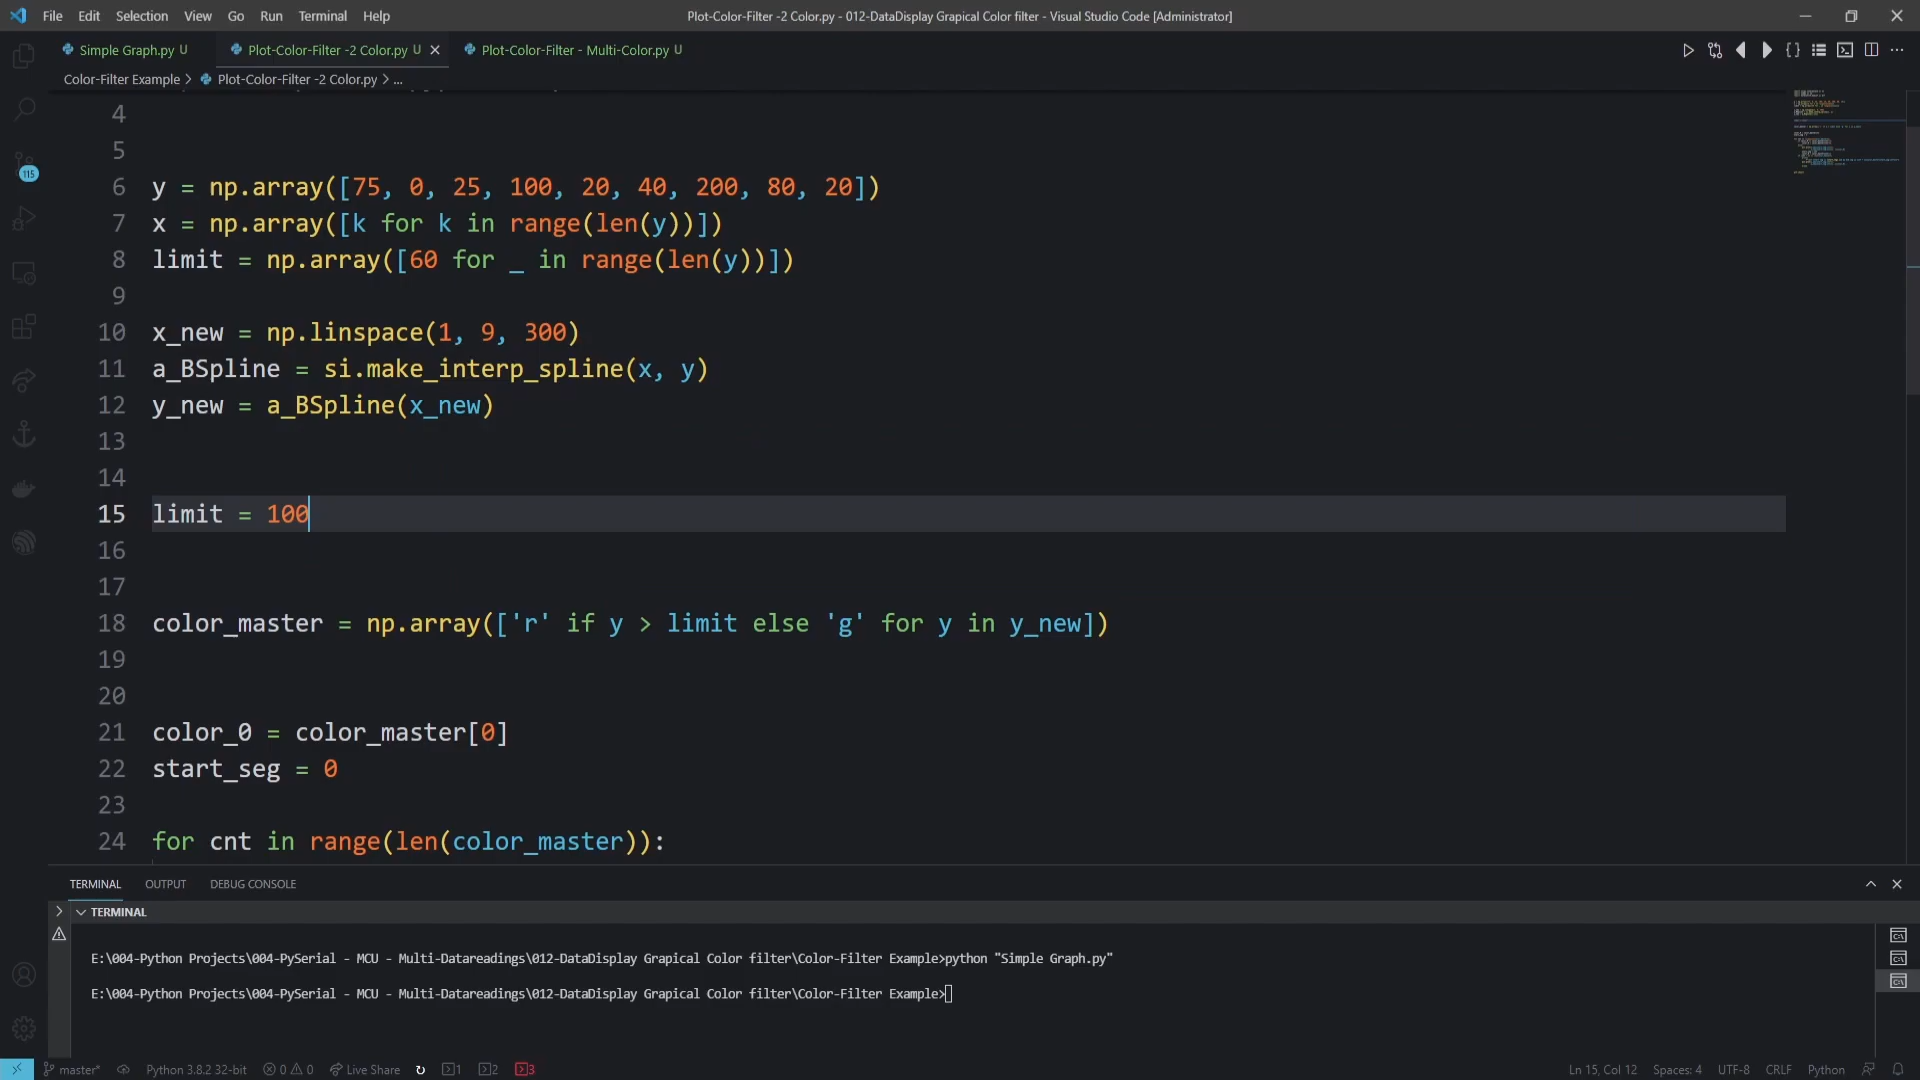 File Edit Selection View Go Run Terminal Help
Plot-Color-Filter -2 Color.py - 012-DataDisplay Grapical Color filter - Visual Studio Code [Administrator]
Simple Graph.py U
Plot-Color-Filter -2 Color.py U
Plot-Color-Filter - Multi-Color.py U
Color-Filter Example > Plot-Color-Filter -2 Color.py > ...
4
5
6 y = np.array([75, 0, 25, 100, 20, 40, 200, 80, 20])
7 x = np.array([k for k in range(len(y))])
8 limit = np.array([60 for _ in range(len(y))])
9
10 x_new = np.linspace(1, 9, 300)
11 a_BSpline = si.make_interp_spline(x, y)
12 y_new = a_BSpline(x_new)
13
14
15 limit = 100
16
17
18 color_master = np.array(['r' if y > limit else 'g' for y in y_new])
19
20
21 color_0 = color_master[0]
22 start_seg = 0
23
24 for cnt in range(len(color_master)):
115
TERMINAL OUTPUT DEBUG CONSOLE
TERMINAL
E:\004-Python Projects\004-PySerial - MCU - Multi-Datareadings\012-DataDisplay Grapical Color filter\Color-Filter Example>python "Simple Graph.py"
E:\004-Python Projects\004-PySerial - MCU - Multi-Datareadings\012-DataDisplay Grapical Color filter\Color-Filter Example>
master* Python 3.8.2 32-bit 0 0 Live Share 1 2 3 Ln 15, Col 12 Spaces: 4 UTF-8 CRLF Python